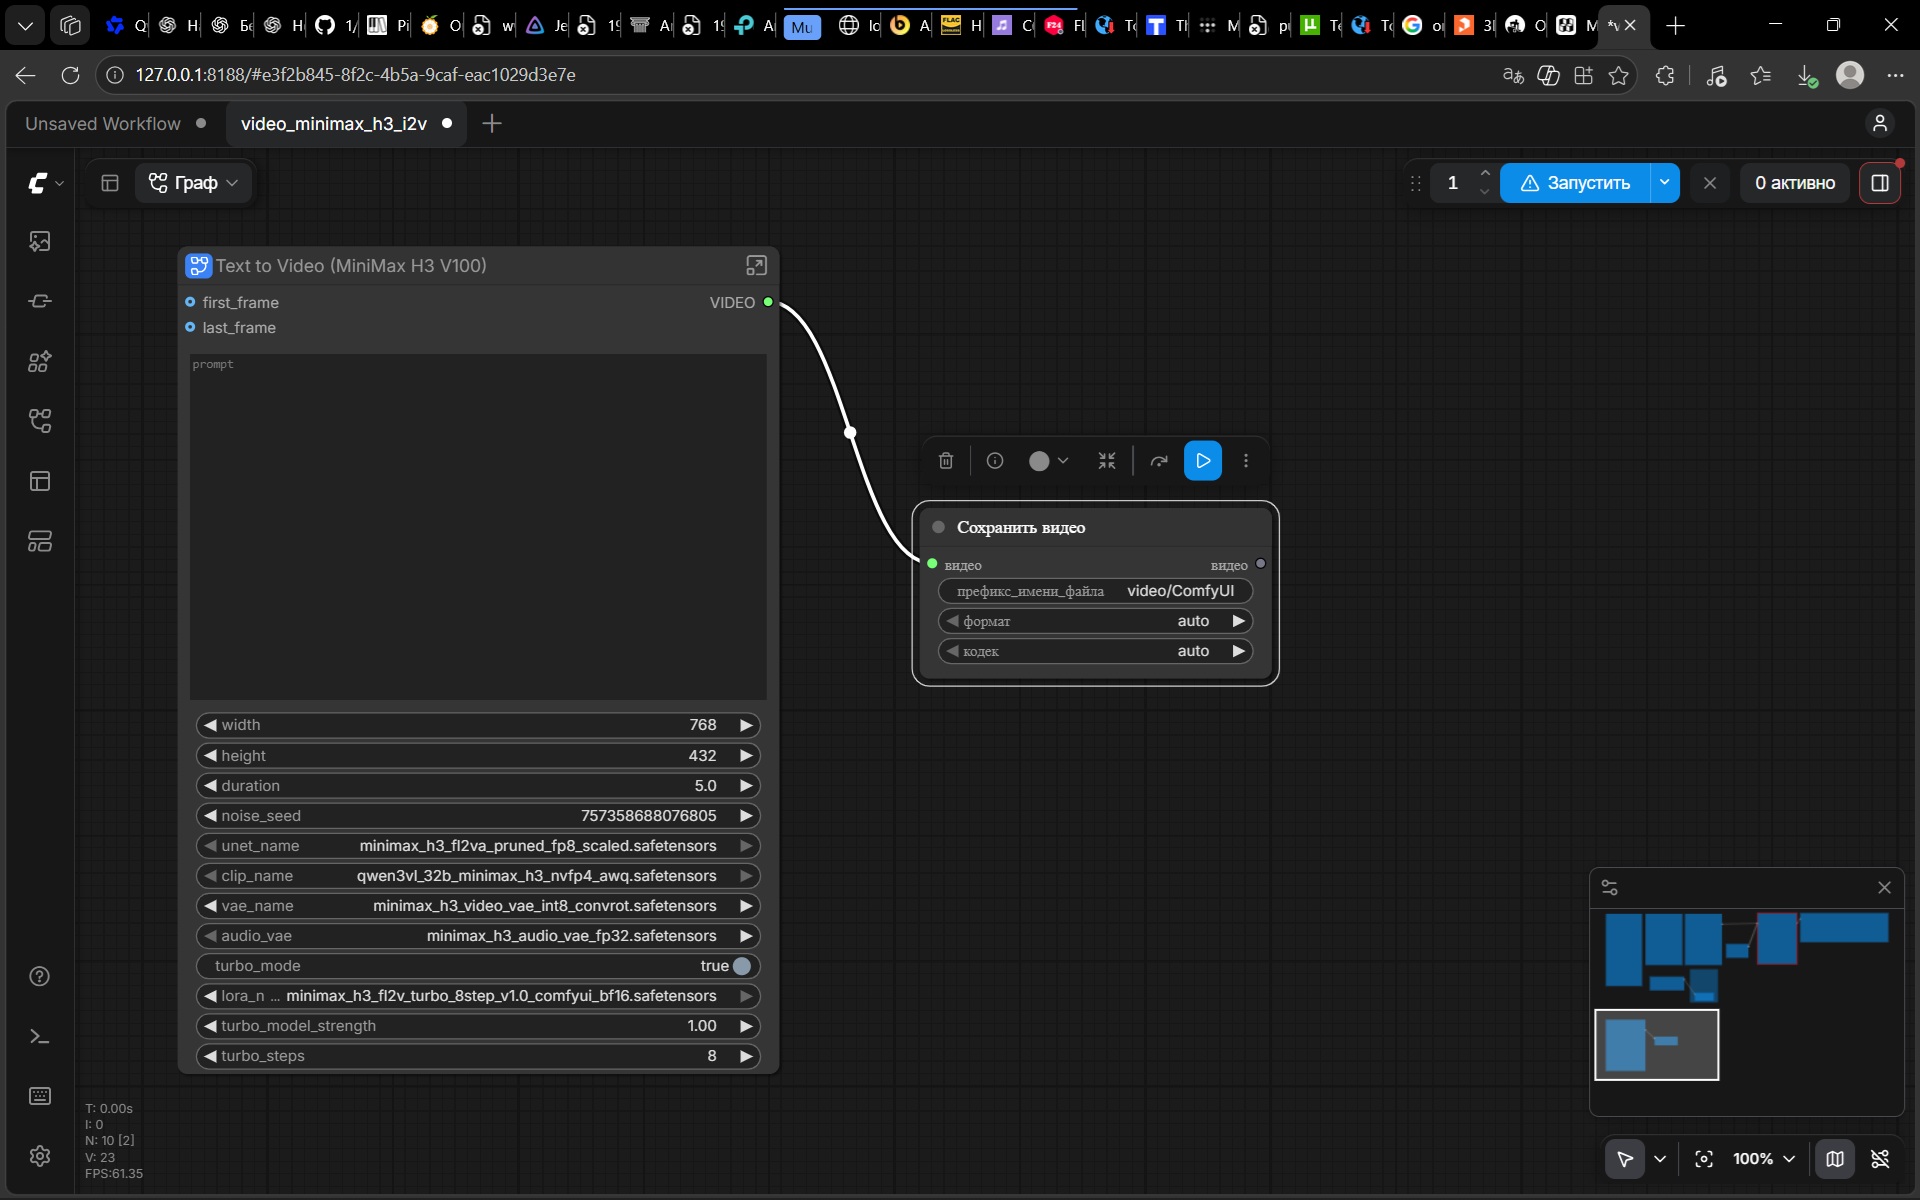 Mu
127.0.0.1:8188/#e3f2b845-8f2c-4b5a-9caf-eac1029d3e7e
Unsaved Workflow
video_minimax_h3_i2v
Граф
1
Запустить
0 активно
Text to Video (MiniMax H3 V100)
first_frame
VIDEO
last_frame
prompt
Сохранить видео
видео
видео
префикс_имени_файла video/ComfyUI
формат auto
кодек auto
width 768
height 432
duration 5.0
noise_seed 757358688076805
unet_name minimax_h3_fl2va_pruned_fp8_scaled.safetensors
clip_name qwen3vl_32b_minimax_h3_nvfp4_awq.safetensors
vae_name minimax_h3_video_vae_int8_convrot.safetensors
audio_vae minimax_h3_audio_vae_fp32.safetensors
turbo_mode true
lora_n ... minimax_h3_fl2v_turbo_8step_v1.0_comfyui_bf16.safetensors
turbo_model_strength 1.00
turbo_steps 8
T: 0.00s
I: 0
N: 10 [2]
V: 23
FPS:61.35
100%